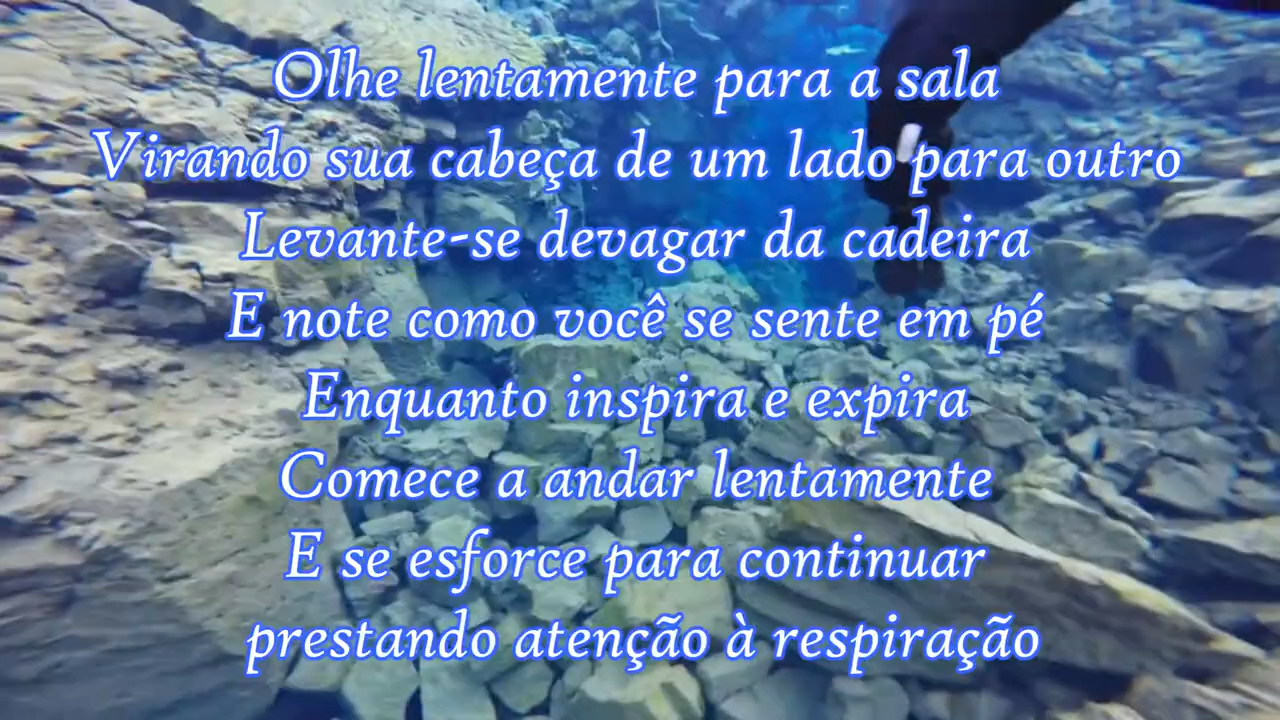 Olhe lentamente para a sala
Virando sua cabeça de um lado para outro
Levante-se devagar da cadeira
E note como você se sente em pé
Enquanto inspira e expira
Comece a andar lentamente
E se esforce para continuar
prestando atenção à respiração